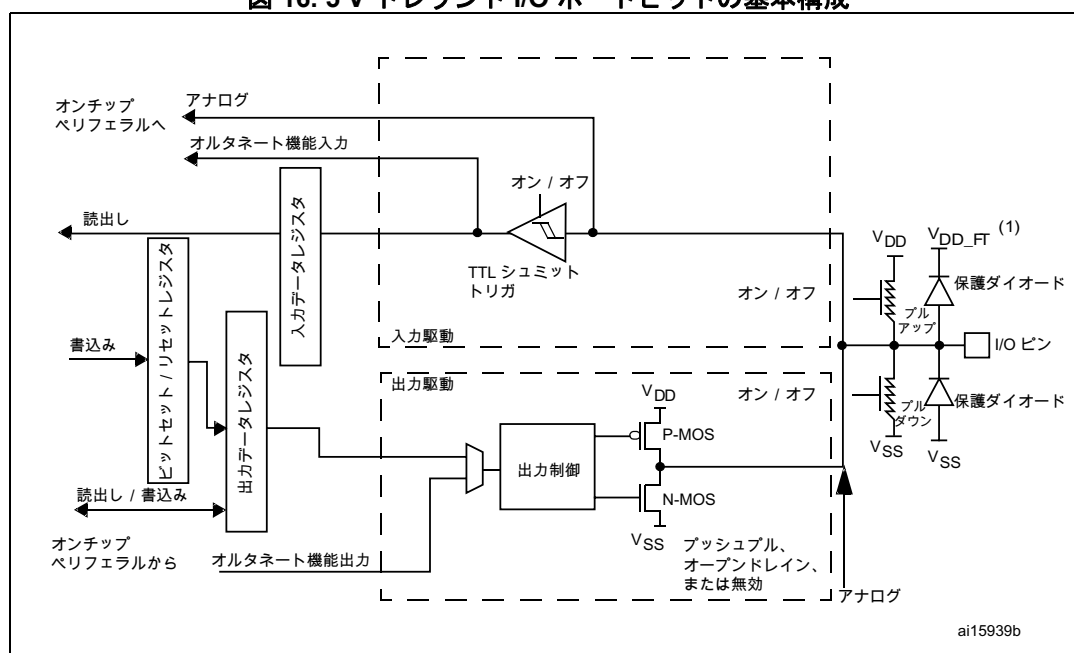 図 16. 5 V トレラント I/O ポートビットの基本構成
オンチップ
ペリフェラルへ
アナログ
オルタネート機能入力
オン / オフ
読出し
入力データレジスタ
TTL シュミット
トリガ
オン / オフ
入力駆動
VDD
VDD_FT (1)
保護ダイオード
プル
アップ
I/O ピン
プル
ダウン
保護ダイオード
VSS
VSS
書込み
ビットセット / リセットレジスタ
出力データレジスタ
読出し / 書込み
オンチップ
ペリフェラルから
オルタネート機能出力
出力駆動
オン / オフ
VDD
P-MOS
出力制御
N-MOS
VSS
プッシュプル、
オープンドレイン、
または無効
アナログ
ai15939b